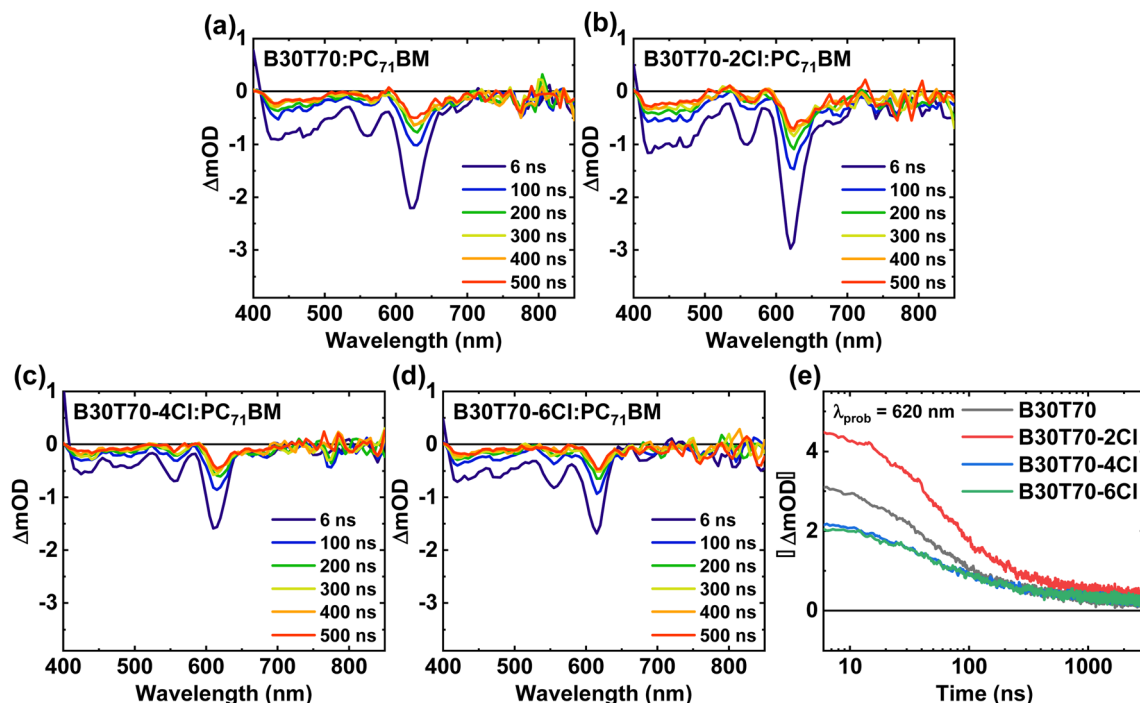 (a)
B30T70:PC₇₁BM
1
0
-1
-2
-3
ΔmOD
6 ns
100 ns
200 ns
300 ns
400 ns
500 ns
400 500 600 700 800
Wavelength (nm)
(b)
B30T70-2Cl:PC₇₁BM
1
0
-1
-2
-3
ΔmOD
6 ns
100 ns
200 ns
300 ns
400 ns
500 ns
400 500 600 700 800
Wavelength (nm)
(c)
B30T70-4Cl:PC₇₁BM
1
0
-1
-2
-3
ΔmOD
6 ns
100 ns
200 ns
300 ns
400 ns
500 ns
400 500 600 700 800
Wavelength (nm)
(d)
B30T70-6Cl:PC₇₁BM
1
0
-1
-2
-3
ΔmOD
6 ns
100 ns
200 ns
300 ns
400 ns
500 ns
400 500 600 700 800
Wavelength (nm)
(e)
λprob = 620 nm
B30T70
B30T70-2Cl
B30T70-4Cl
B30T70-6Cl
4
2
0
▯ΔmOD▯
10 100 1000
Time (ns)